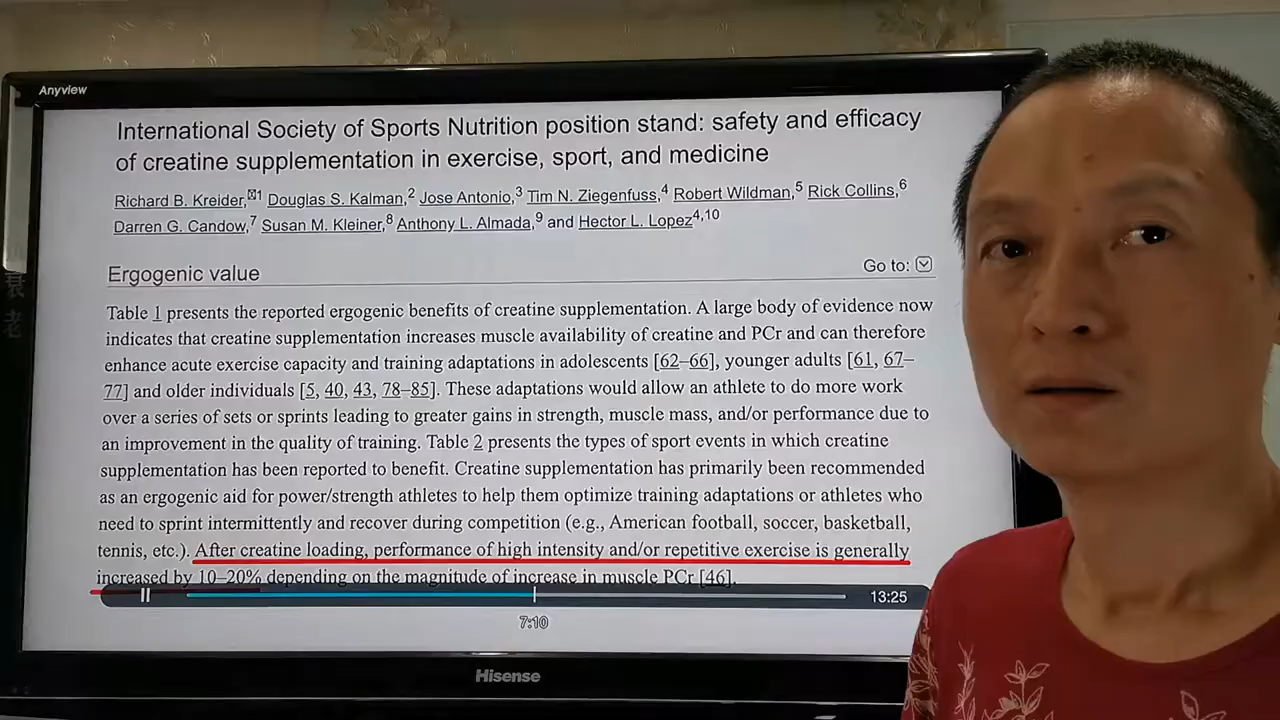 Anyview
International Society of Sports Nutrition position stand: safety and efficacy
of creatine supplementation in exercise, sport, and medicine
Richard B. Kreider,✉1 Douglas S. Kalman,2 Jose Antonio,3 Tim N. Ziegenfuss,4 Robert Wildman,5 Rick Collins,6
Darren G. Candow,7 Susan M. Kleiner,8 Anthony L. Almada,9 and Hector L. Lopez4,10
Ergogenic value
Go to:
Table 1 presents the reported ergogenic benefits of creatine supplementation. A large body of evidence now
indicates that creatine supplementation increases muscle availability of creatine and PCr and can therefore
enhance acute exercise capacity and training adaptations in adolescents [62–66], younger adults [61, 67–
77] and older individuals [5, 40, 43, 78–85]. These adaptations would allow an athlete to do more work
over a series of sets or sprints leading to greater gains in strength, muscle mass, and/or performance due to
an improvement in the quality of training. Table 2 presents the types of sport events in which creatine
supplementation has been reported to benefit. Creatine supplementation has primarily been recommended
as an ergogenic aid for power/strength athletes to help them optimize training adaptations or athletes who
need to sprint intermittently and recover during competition (e.g., American football, soccer, basketball,
tennis, etc.). After creatine loading, performance of high intensity and/or repetitive exercise is generally
increased by 10–20% depending on the magnitude of increase in muscle PCr [46].
13:25
7:10
Hisense
衰
老